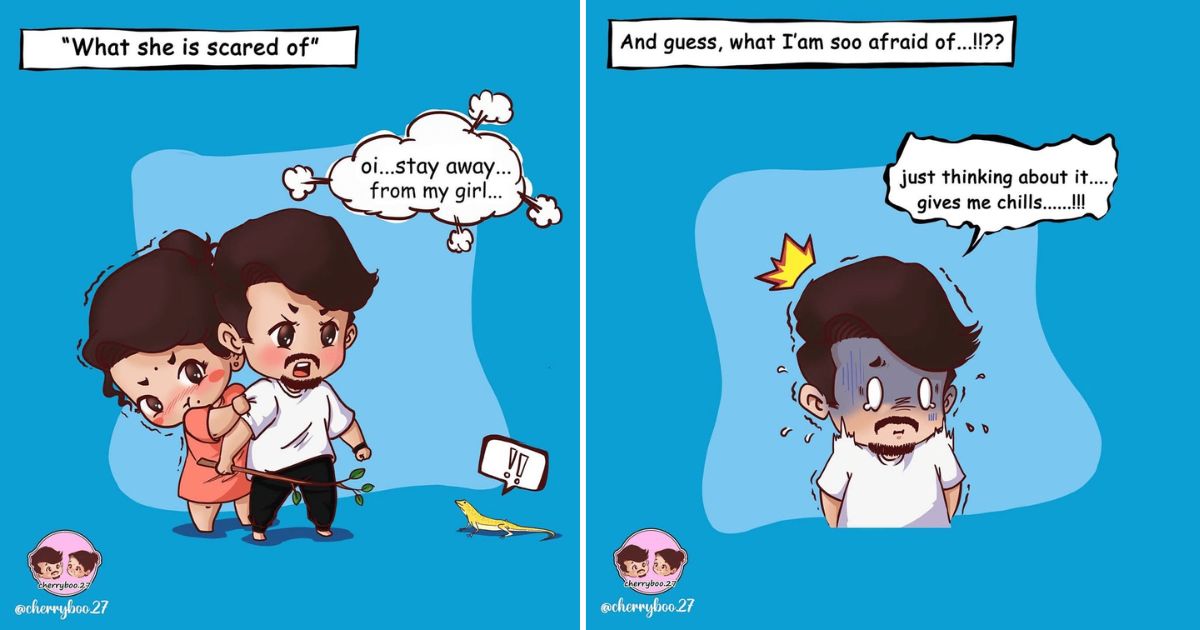 “What she is scared of”
oi...stay away...
from my girl...
!!
cherryboo.27
@cherryboo.27
And guess, what I'am soo afraid of...!!??
just thinking about it....
gives me chills......!!!
cherryboo.27
@cherryboo.27